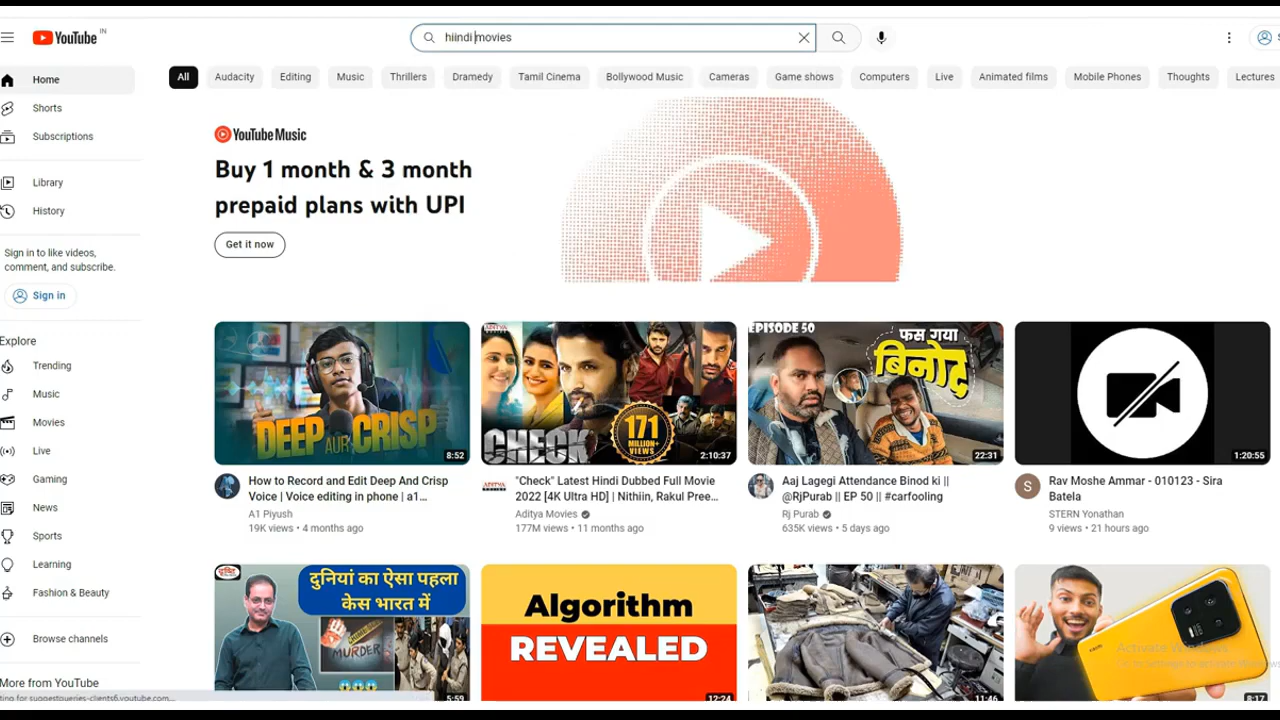 YouTube IN
hiindi movies
All
Audacity
Editing
Music
Thrillers
Dramedy
Tamil Cinema
Bollywood Music
Cameras
Game shows
Computers
Live
Animated films
Mobile Phones
Thoughts
Lectures
Home
Shorts
Subscriptions
Library
History
Sign in to like videos,
comment, and subscribe.
Sign in
Explore
Trending
Music
Movies
Live
Gaming
News
Sports
Learning
Fashion & Beauty
Browse channels
More from YouTube
ting for suggestqueries-clients6.youtube.com...
YouTube Music
Buy 1 month & 3 month
prepaid plans with UPI
Get it now
DEEP AUR CRISP
8:52
How to Record and Edit Deep And Crisp
Voice | Voice editing in phone | a1...
A1 Piyush
19K views • 4 months ago
ADITYA
CHECK
171
MILLION+
VIEWS
2:10:37
"Check" Latest Hindi Dubbed Full Movie
2022 [4K Ultra HD] | Nithiin, Rakul Pree...
Aditya Movies
177M views • 11 months ago
EPISODE 50
फस गया
बिनोद
22:31
Aaj Lagegi Attendance Binod ki ||
@RjPurab || EP 50 || #carfooling
Rj Purab
635K views • 5 days ago
1:20:55
S
Rav Moshe Ammar - 010123 - Sira
Batela
STERN Yonathan
9 views • 21 hours ago
दुनियां का ऐसा पहला
केस भारत में
MURDER
5:59
Algorithm
REVEALED
12:24
11:46
8:17
Activate Windows